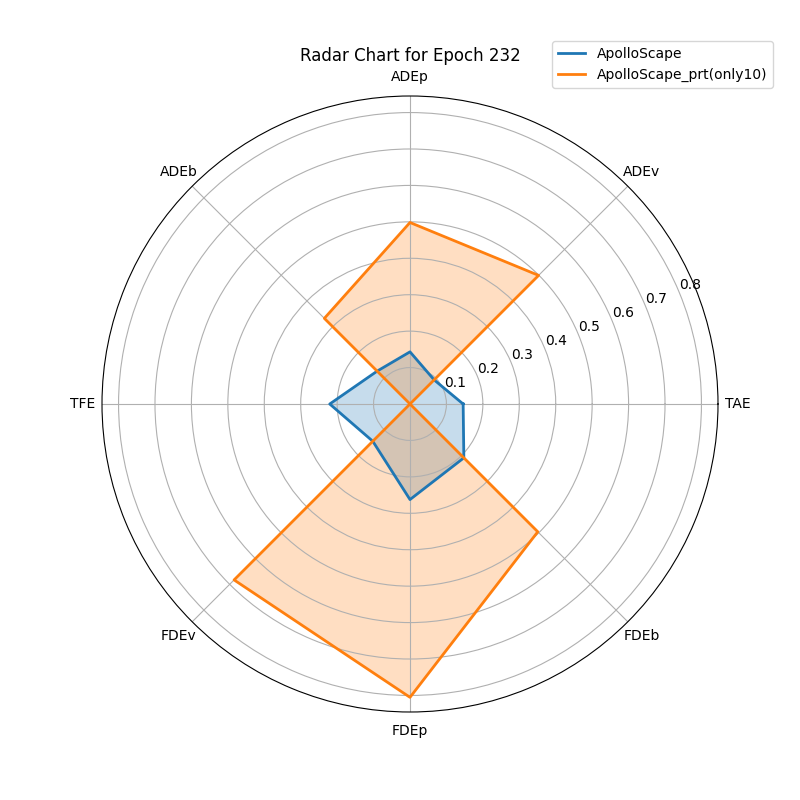 Radar Chart for Epoch 232
ApolloScape
ApolloScape_prt(only10)
ADEp
ADEb
ADEv
0.8
0.7
0.6
0.5
0.4
0.3
0.2
0.1
TFE
TAE
FDEv
FDEb
FDEp